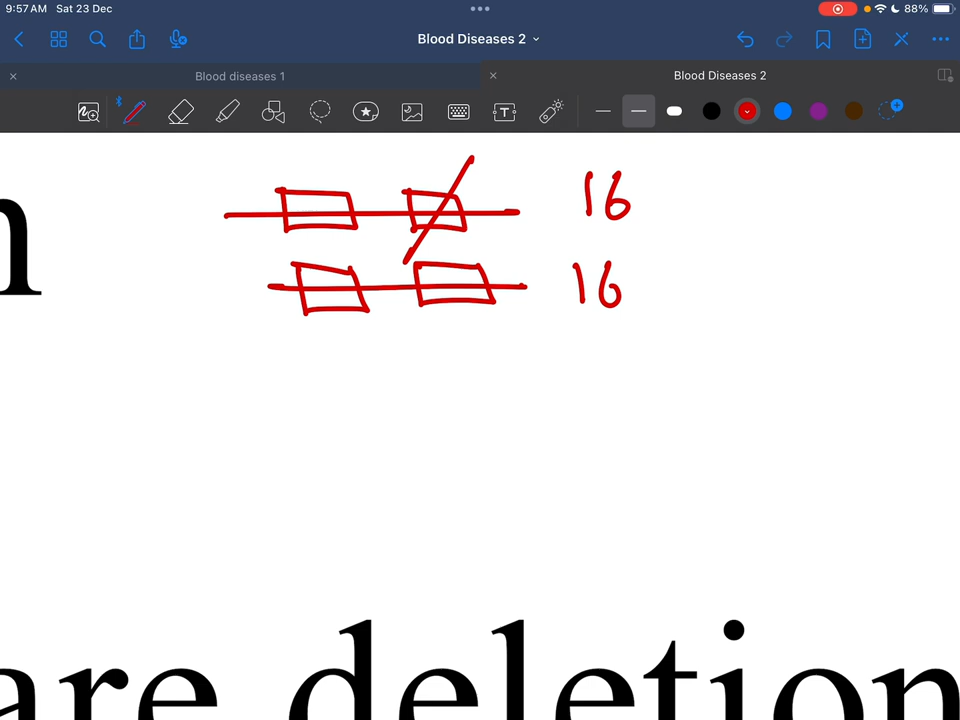 9:57 AM Sat 23 Dec
88%
Blood Diseases 2
Blood diseases 1
Blood Diseases 2
T
16
16
are deletion